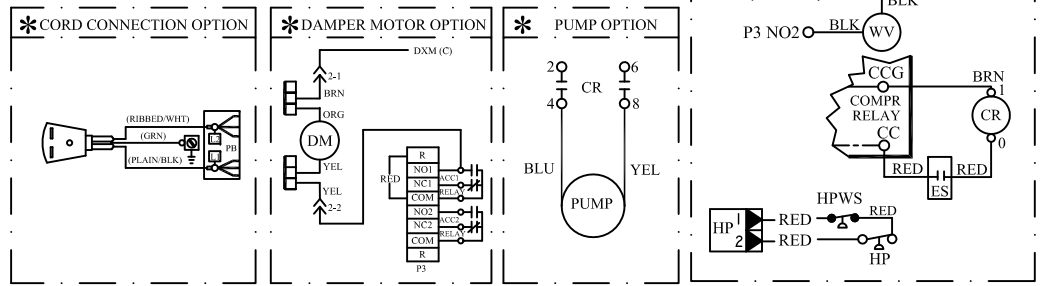 * CORD CONNECTION OPTION
(RIBBED/WHT)
(GRN)
(PLAIN/BLK)
L2
L1
PB
* DAMPER MOTOR OPTION
DXM (C)
2-1
BRN
ORG
DM
YEL
YEL
2-2
RED
R
NO1
NC1
COM
NO2
NC2
COM
R
P3
ACC1
RELAY
ACC2
RELAY
* PUMP OPTION
2
6
CR
4
8
BLU
YEL
PUMP
BLK
P3 NO2
BLK
WV
CCG
BRN
1
COMPR
RELAY
CC
CR
0
RED
RED
ES
HPWS
HP
1
RED
RED
2
RED
HP